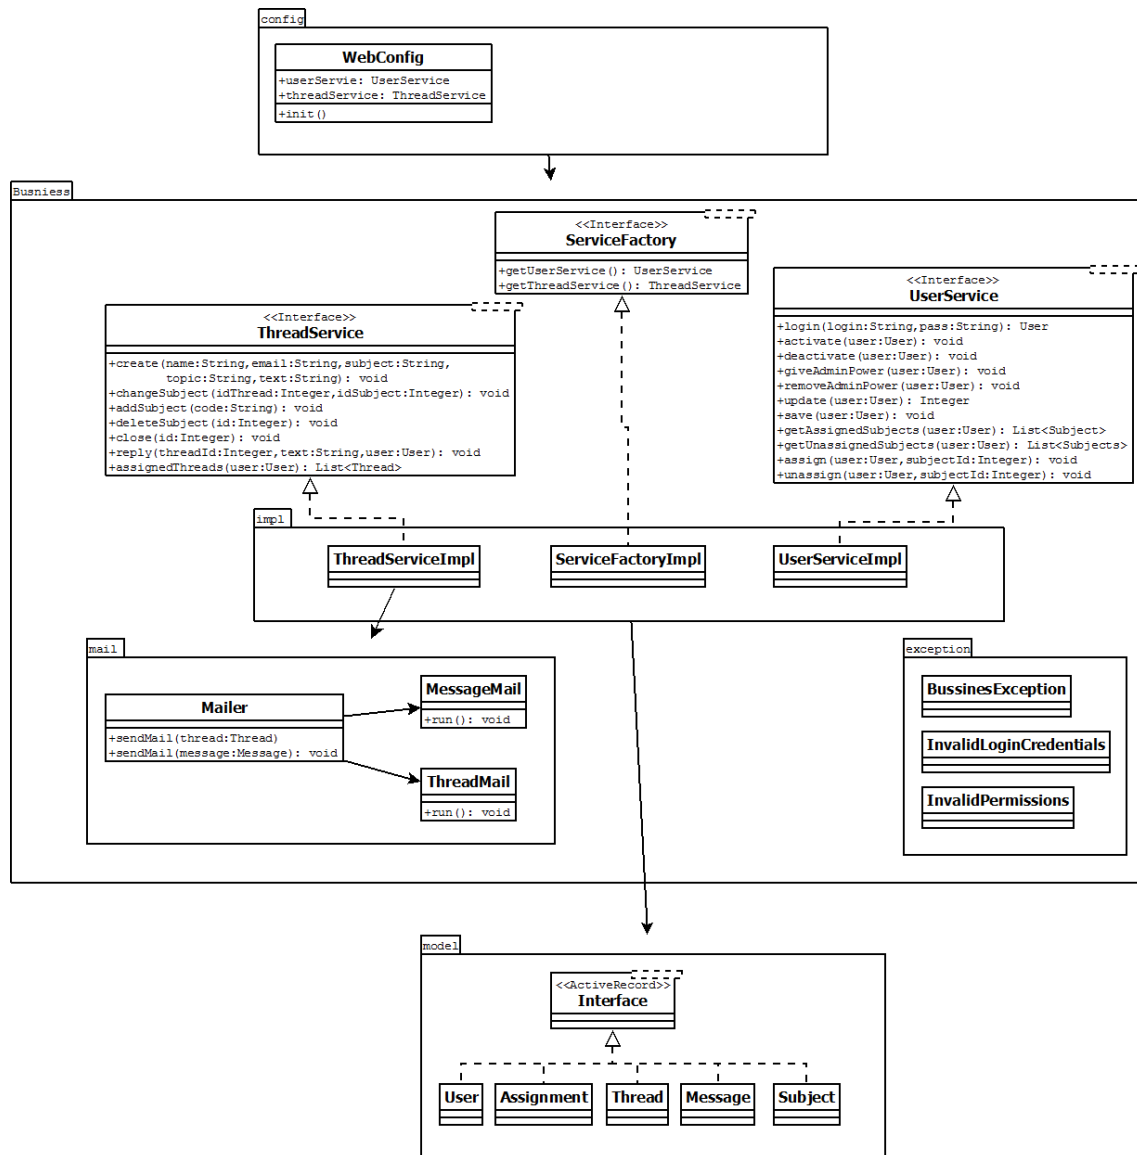 config
WebConfig
+userServie: UserService
+threadService: ThreadService
+init()
Busniess
<<Interface>>
ServiceFactory
+getUserService(): UserService
+getThreadService(): ThreadService
<<Interface>>
UserService
+login(login:String,pass:String): User
+activate(user:User): void
+deactivate(user:User): void
+giveAdminPower(user:User): void
+removeAdminPower(user:User): void
+update(user:User): Integer
+save(user:User): void
+getAssignedSubjects(user:User): List<Subject>
+getUnassignedSubjects(user:User): List<Subjects>
+assign(user:User,subjectId:Integer): void
+unassign(user:User,subjectId:Integer): void
<<Interface>>
ThreadService
+create(name:String,email:String,subject:String,
topic:String,text:String): void
+changeSubject(idThread:Integer,idSubject:Integer): void
+addSubject(code:String): void
+deleteSubject(id:Integer): void
+close(id:Integer): void
+reply(threadId:Integer,text:String,user:User): void
+assignedThreads(user:User): List<Thread>
impl
ThreadServiceImpl
ServiceFactoryImpl
UserServiceImpl
mail
Mailer
+sendMail(thread:Thread)
+sendMail(message:Message): void
MessageMail
+run(): void
ThreadMail
+run(): void
exception
BussinesException
InvalidLoginCredentials
InvalidPermissions
model
<<ActiveRecord>>
Interface
User
Assignment
Thread
Message
Subject